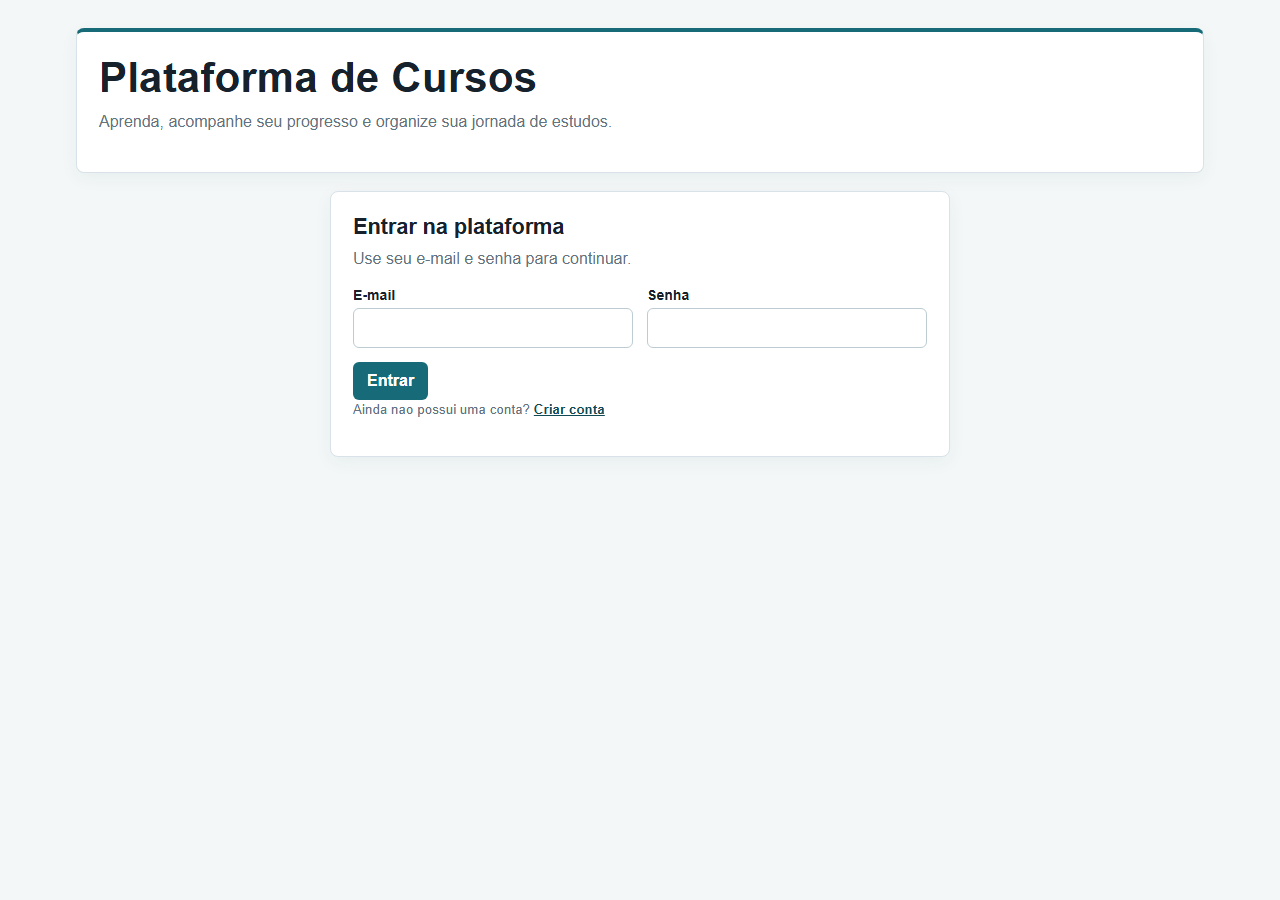 Plataforma de Cursos
Aprenda, acompanhe seu progresso e organize sua jornada de estudos.
Entrar na plataforma
Use seu e-mail e senha para continuar.
E-mail Senha
Entrar
Ainda nao possui uma conta? Criar conta